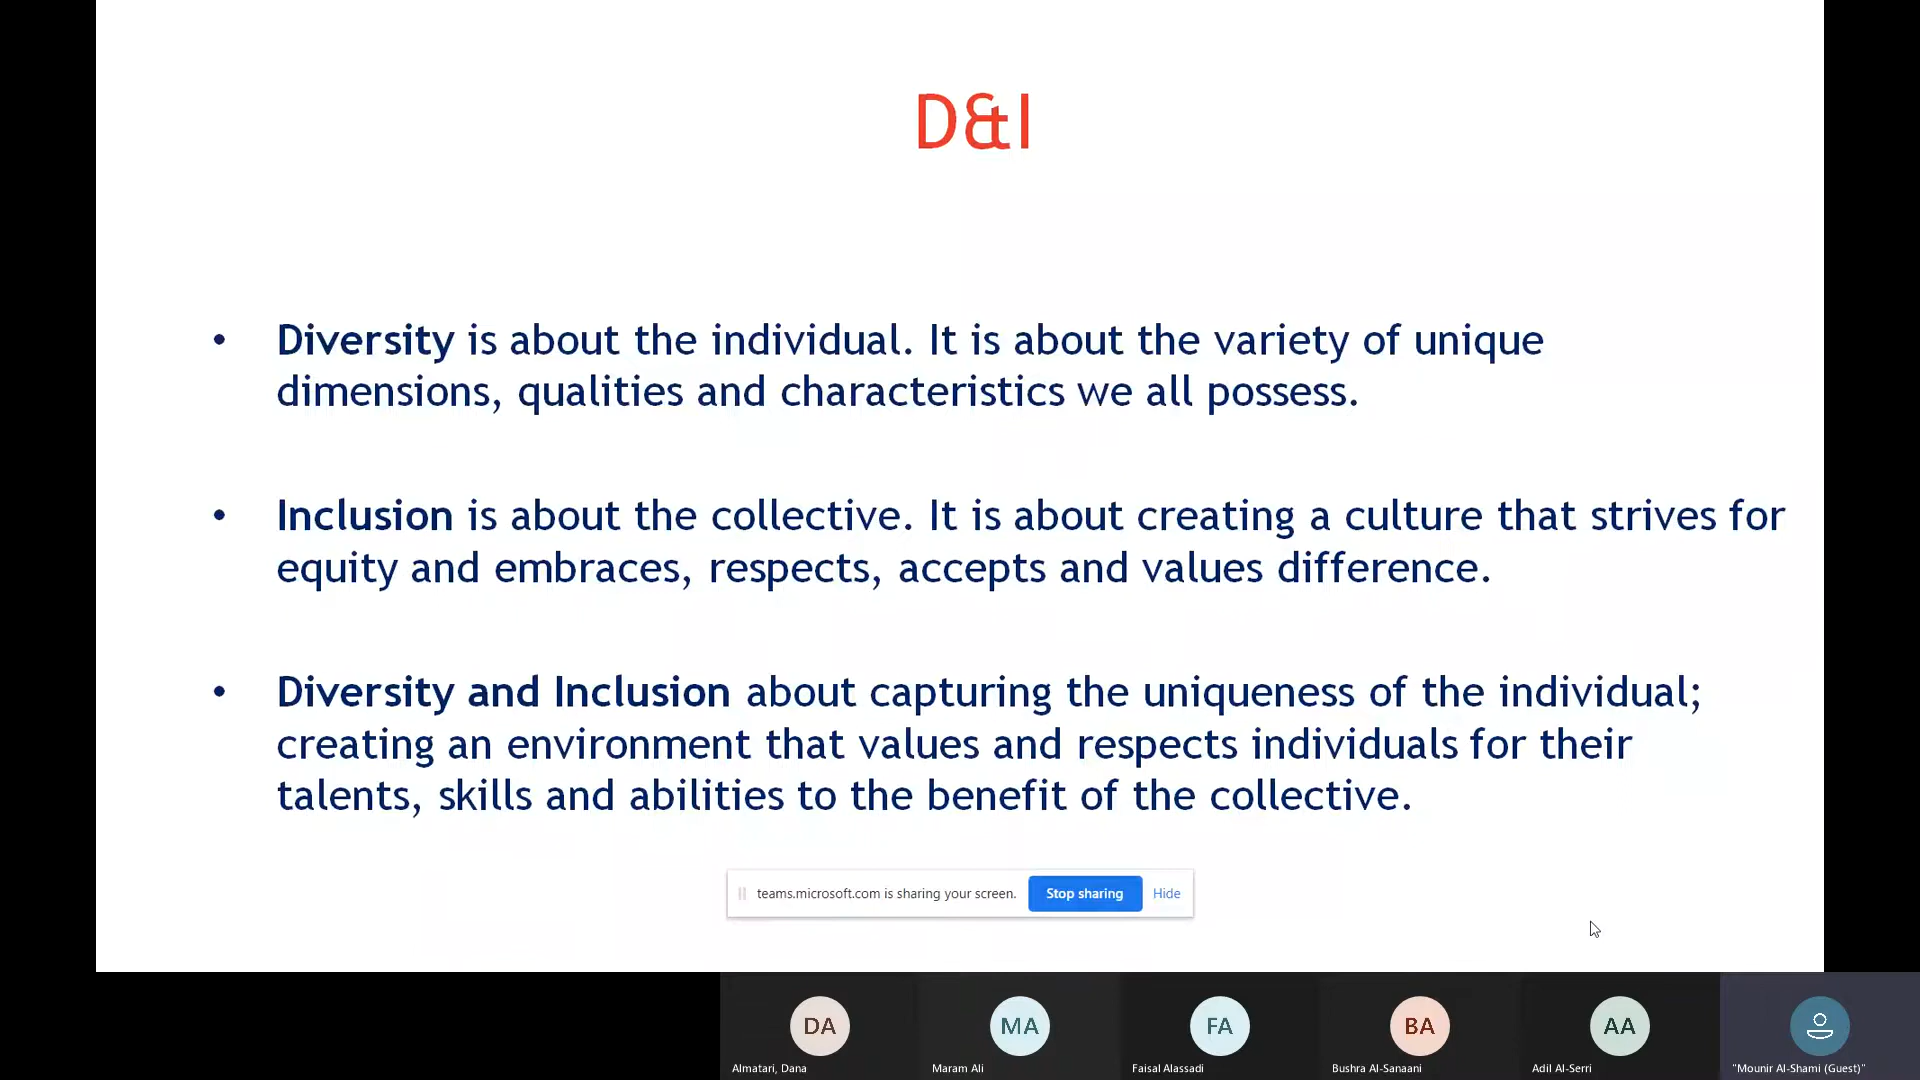 D&I
• Diversity is about the individual. It is about the variety of unique
dimensions, qualities and characteristics we all possess.
• Inclusion is about the collective. It is about creating a culture that strives for
equity and embraces, respects, accepts and values difference.
• Diversity and Inclusion about capturing the uniqueness of the individual;
creating an environment that values and respects individuals for their
talents, skills and abilities to the benefit of the collective.
teams.microsoft.com is sharing your screen. Stop sharing Hide
DA MA FA BA AA
Almatari, Dana Maram Ali Faisal Alassadi Bushra Al-Sanaani Adil Al-Serri "Mounir Al-Shami (Guest)"